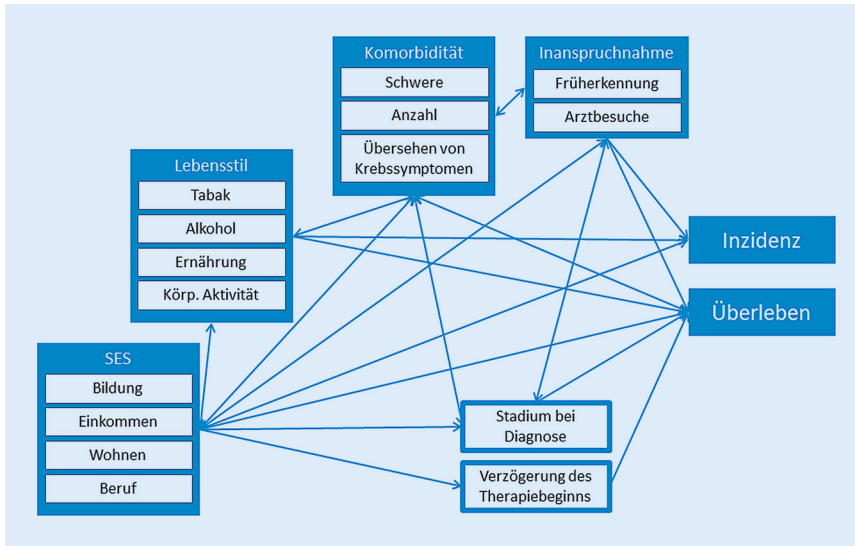 Komorbidität
Schwere
Anzahl
Übersehen von
Krebssymptomen
Inanspruchnahme
Früherkennung
Arztbesuche
Lebensstil
Tabak
Alkohol
Ernährung
Körp. Aktivität
Inzidenz
Überleben
SES
Bildung
Einkommen
Wohnen
Beruf
Stadium bei
Diagnose
Verzögerung des
Therapiebeginns